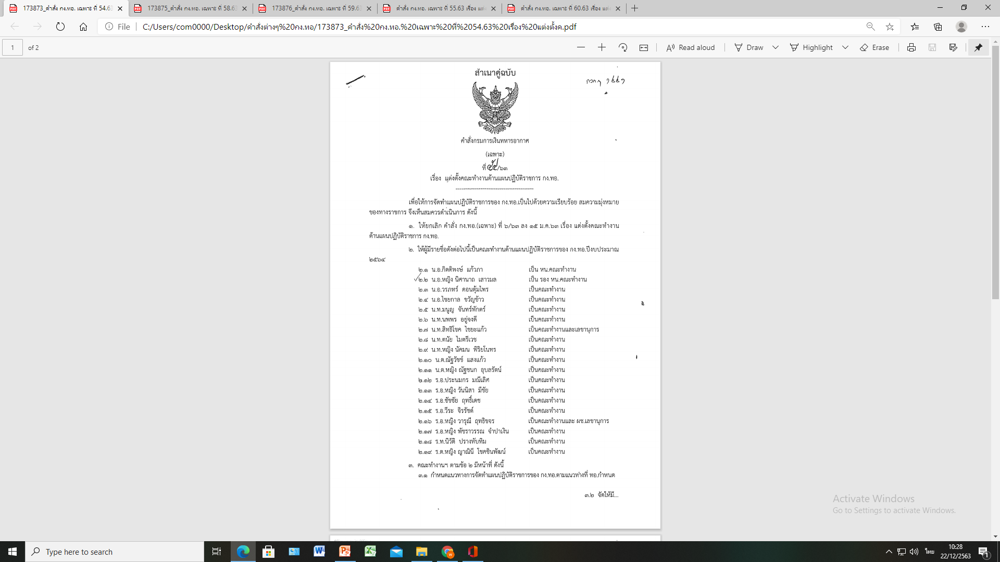 173873_คำสั่ง กง.ทอ. เฉพาะ ที่ 54.63
173875_คำสั่ง กง.ทอ. เฉพาะ ที่ 58.63
173876_คำสั่ง กง.ทอ. เฉพาะ ที่ 59.63
คำสั่ง กง.ทอ. เฉพาะ ที่ 55.63 เรื่อง แต่ง
คำสั่ง กง.ทอ. เฉพาะ ที่ 60.63 เรื่อง แต่ง
File
C:/Users/com0000/Desktop/คำสั่งต่างๆ%20กง.ทอ/173873_คำสั่ง%20กง.ทอ.%20เฉพาะ%20ที่%2054.63%20เรื่อง%20แต่งตั้งค.pdf
1 of 2
Read aloud
Draw
Highlight
Erase
สำเนาคู่ฉบับ
คำสั่งกรมการเงินทหารอากาศ
(เฉพาะ)
ที่ ๕๔/๖๓
เรื่อง แต่งตั้งคณะทำงานด้านแผนปฏิบัติราชการ กง.ทอ.
เพื่อให้การจัดทำแผนปฏิบัติราชการของ กง.ทอ.เป็นไปด้วยความเรียบร้อย สมความมุ่งหมาย
ของทางราชการ จึงเห็นสมควรดำเนินการ ดังนี้
๑. ให้ยกเลิก คำสั่ง กง.ทอ.(เฉพาะ) ที่ ๖/๖๓ ลง ๑๕ ม.ค.๖๓ เรื่อง แต่งตั้งคณะทำงาน
ด้านแผนปฏิบัติราชการ กง.ทอ.
๒. ให้ผู้มีรายชื่อดังต่อไปนี้เป็นคณะทำงานด้านแผนปฏิบัติราชการของ กง.ทอ.ปีงบประมาณ
๒๕๖๔
๒.๑ น.อ.กิตติพงษ์ แก้วภา เป็น หน.คณะทำงาน
๒.๒ น.อ.หญิง นิศานาถ เสาวมล เป็น รอง หน.คณะทำงาน
๒.๓ น.อ.วรภทร์ ดอนตุ้มไพร เป็นคณะทำงาน
๒.๔ น.อ.ไชยกาล ขวัญข้าว เป็นคณะทำงาน
๒.๕ น.ท.มนูญ จันทร์พักตร์ เป็นคณะทำงาน
๒.๖ น.ท.นพพร อยู่จงดี เป็นคณะทำงาน
๒.๗ น.ท.สิทธิโชค ไชยะแก้ว เป็นคณะทำงานและเลขานุการ
๒.๘ น.ท.ตนัย ไมตรีเวช เป็นคณะทำงาน
๒.๙ น.ท.หญิง นัคมน พิริยโนทร เป็นคณะทำงาน
๒.๑๐ น.ต.ณัฐวัชช์ แสงแก้ว เป็นคณะทำงาน
๒.๑๑ น.ต.หญิง ณัฐชนก อุบลรัตน์ เป็นคณะทำงาน
๒.๑๒ ร.อ.ประนมกร มณีเลิศ เป็นคณะทำงาน
๒.๑๓ ร.อ.หญิง วันนิสา มีชัย เป็นคณะทำงาน
๒.๑๔ ร.อ.ชัชชัย ฤทธิ์เดช เป็นคณะทำงาน
๒.๑๕ ร.อ.วีระ จิรรัชต์ เป็นคณะทำงาน
๒.๑๖ ร.อ.หญิง วารุณี ฤทธิขจร เป็นคณะทำงานและ ผช.เลขานุการ
๒.๑๗ ร.อ.หญิง พัชราวรรณ จำปาเงิน เป็นคณะทำงาน
๒.๑๘ ร.ท.นิวัติ ปรางทับทิม เป็นคณะทำงาน
๒.๑๙ ร.ต.หญิง ญาณินี โชคชินพัฒน์ เป็นคณะทำงาน
๓. คณะทำงานฯ ตามข้อ ๒ มีหน้าที่ ดังนี้
๓.๑ กำหนดแนวทางการจัดทำแผนปฏิบัติราชการของ กง.ทอ.ตามแนวทางที่ ทอ.กำหนด
๓.๒ จัดให้มี...
Activate Windows
Go to Settings to activate Windows.
Type here to search
ไทย
10:28
22/12/2563
1